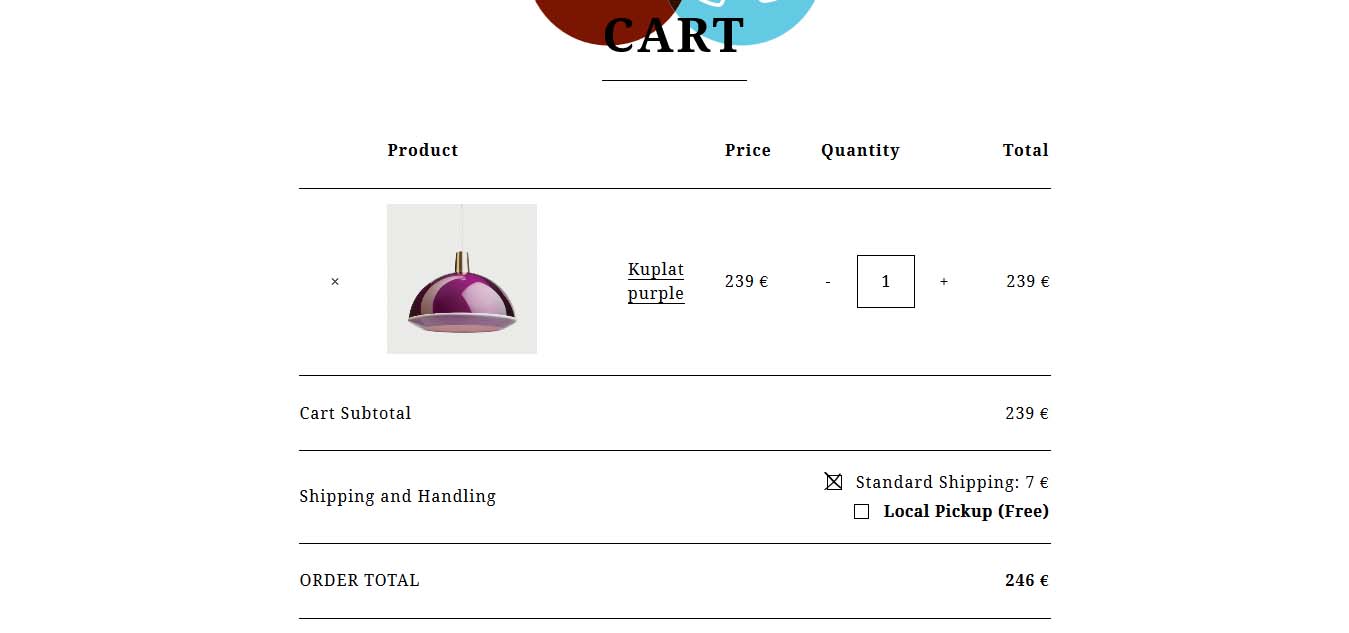 CART
Product Price Quantity Total
× Kuplat purple 239 € - 1 + 239 €
Cart Subtotal 239 €
Standard Shipping: 7 €
Shipping and Handling
Local Pickup (Free)
ORDER TOTAL 246 €